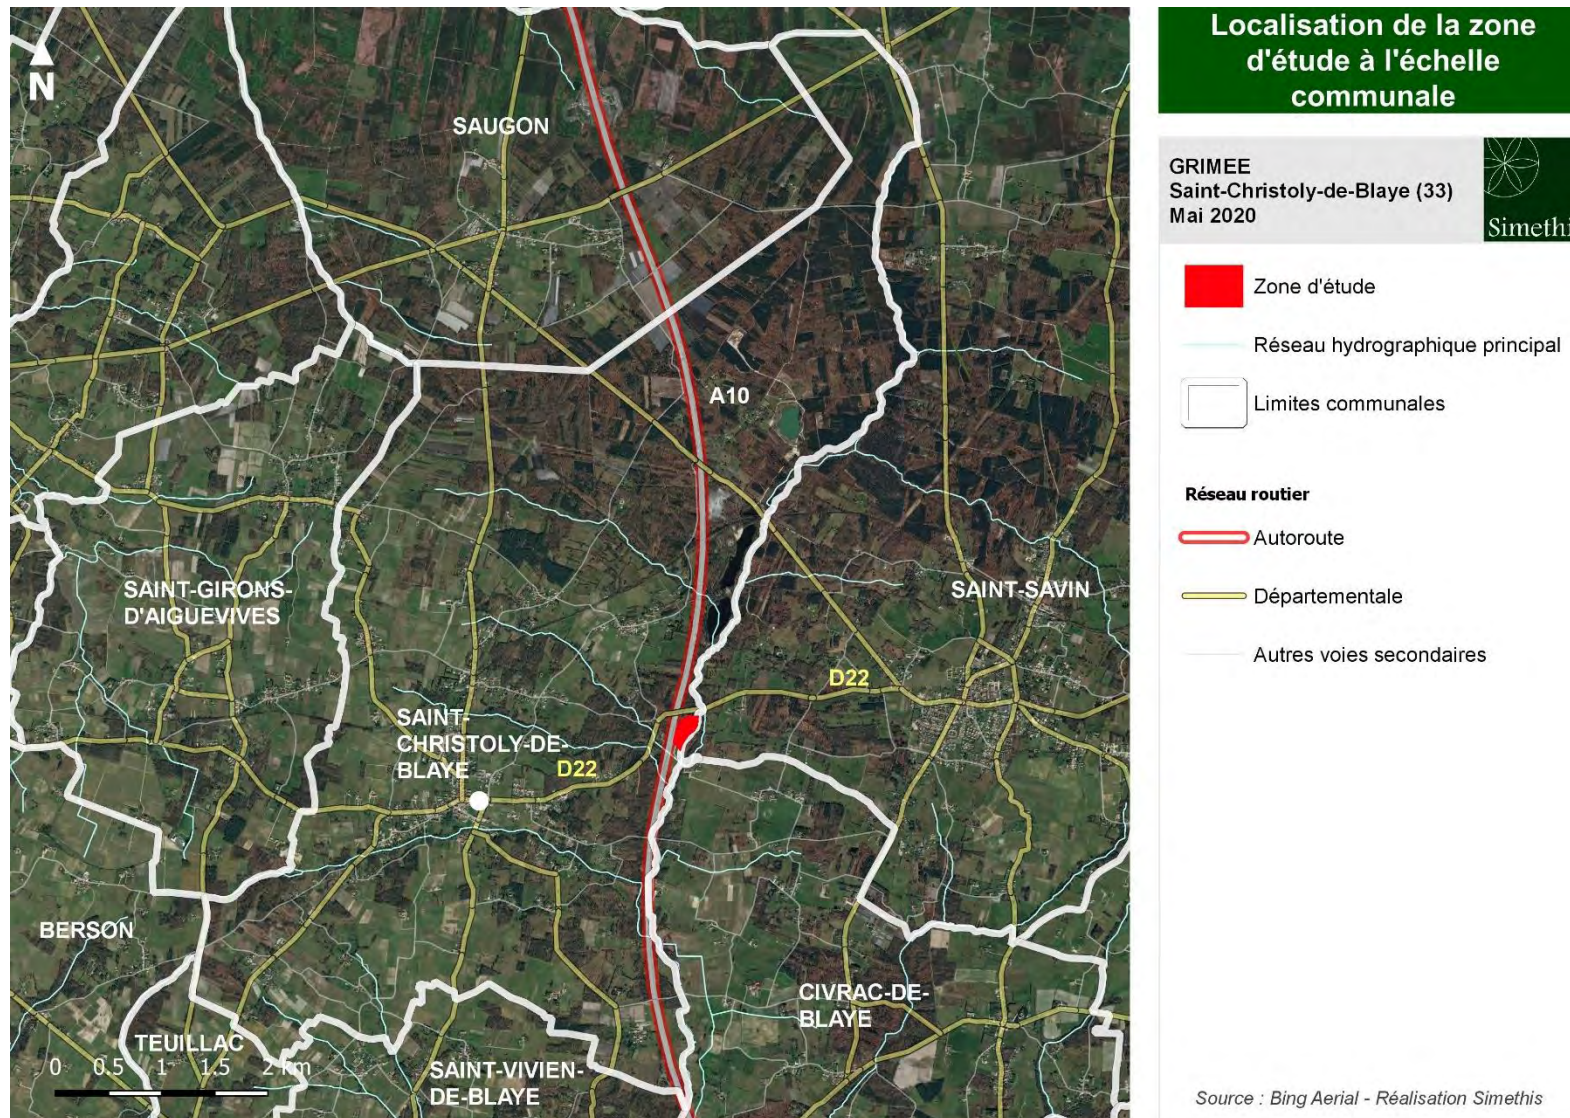 N
SAUGON
A10
SAINT-GIRONS-
D'AIGUEVIVES
SAINT-SAVIN
D22
SAINT-
CHRISTOLY-DE-
BLAYE
D22
BERSON
CIVRAC-DE-
BLAYE
TEUILLAC
SAINT-VIVIEN-
DE-BLAYE
0 0.5 1 1.5 2 km
Localisation de la zone
d'étude à l'échelle
communale
GRIMEE
Saint-Christoly-de-Blaye (33)
Mai 2020
Simethi
Zone d'étude
Réseau hydrographique principal
Limites communales
Réseau routier
Autoroute
Départementale
Autres voies secondaires
Source : Bing Aerial - Réalisation Simethis